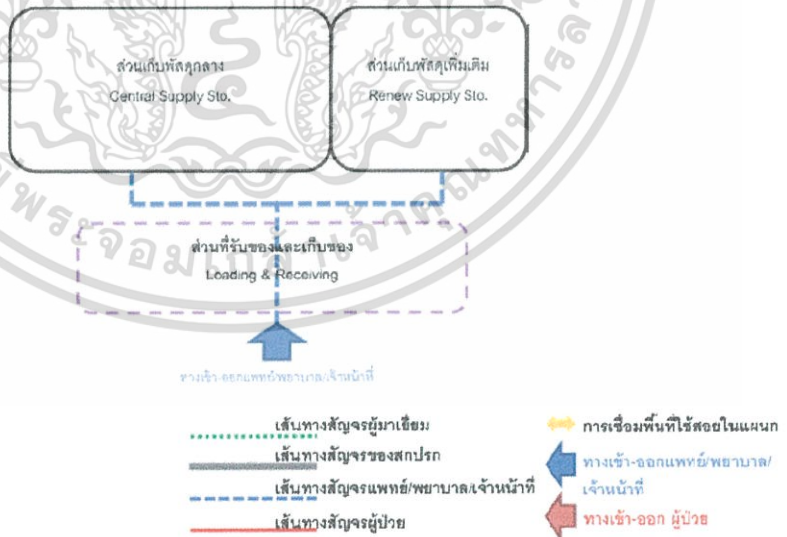 ส่วนเก็บพัสดุกลาง
Central Supply Sto.
ส่วนเก็บพัสดุเพิ่มเติม
Renew Supply Sto.
ส่วนที่รับของและเก็บของ
Loading & Receiving
ทางเข้า-ออกแพทย์/พยาบาล/เจ้าหน้าที่
เส้นทางสัญจรผู้มาเยี่ยม
เส้นทางสัญจรของสกปรก
เส้นทางสัญจรแพทย์/พยาบาล/เจ้าหน้าที่
เส้นทางสัญจรผู้ป่วย
การเชื่อมพื้นที่ใช้สอยในแผนก
ทางเข้า-ออกแพทย์/พยาบาล/
เจ้าหน้าที่
ทางเข้า-ออก ผู้ป่วย